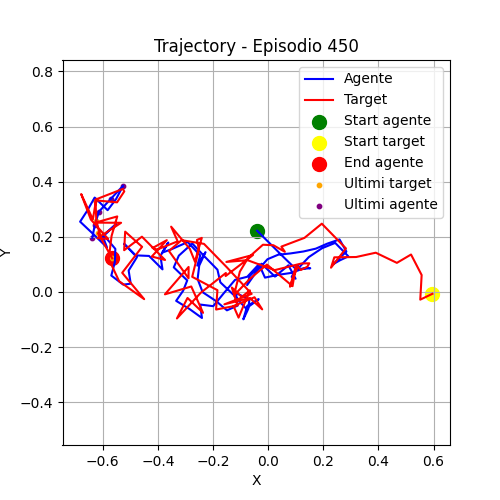 Trajectory - Episodio 450
Agente
Target
Start agente
Start target
End agente
Ultimi target
Ultimi agente
Y
0.8
0.6
0.4
0.2
0.0
−0.2
−0.4
−0.6
−0.4
−0.2
0.0
0.2
0.4
0.6
X